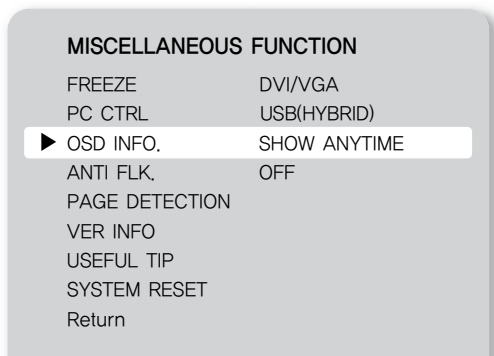 MISCELLANEOUS FUNCTION
FREEZE DVI/VGA
PC CTRL USB(HYBRID)
▶ OSD INFO. SHOW ANYTIME
ANTI FLK. OFF
PAGE DETECTION
VER INFO
USEFUL TIP
SYSTEM RESET
Return